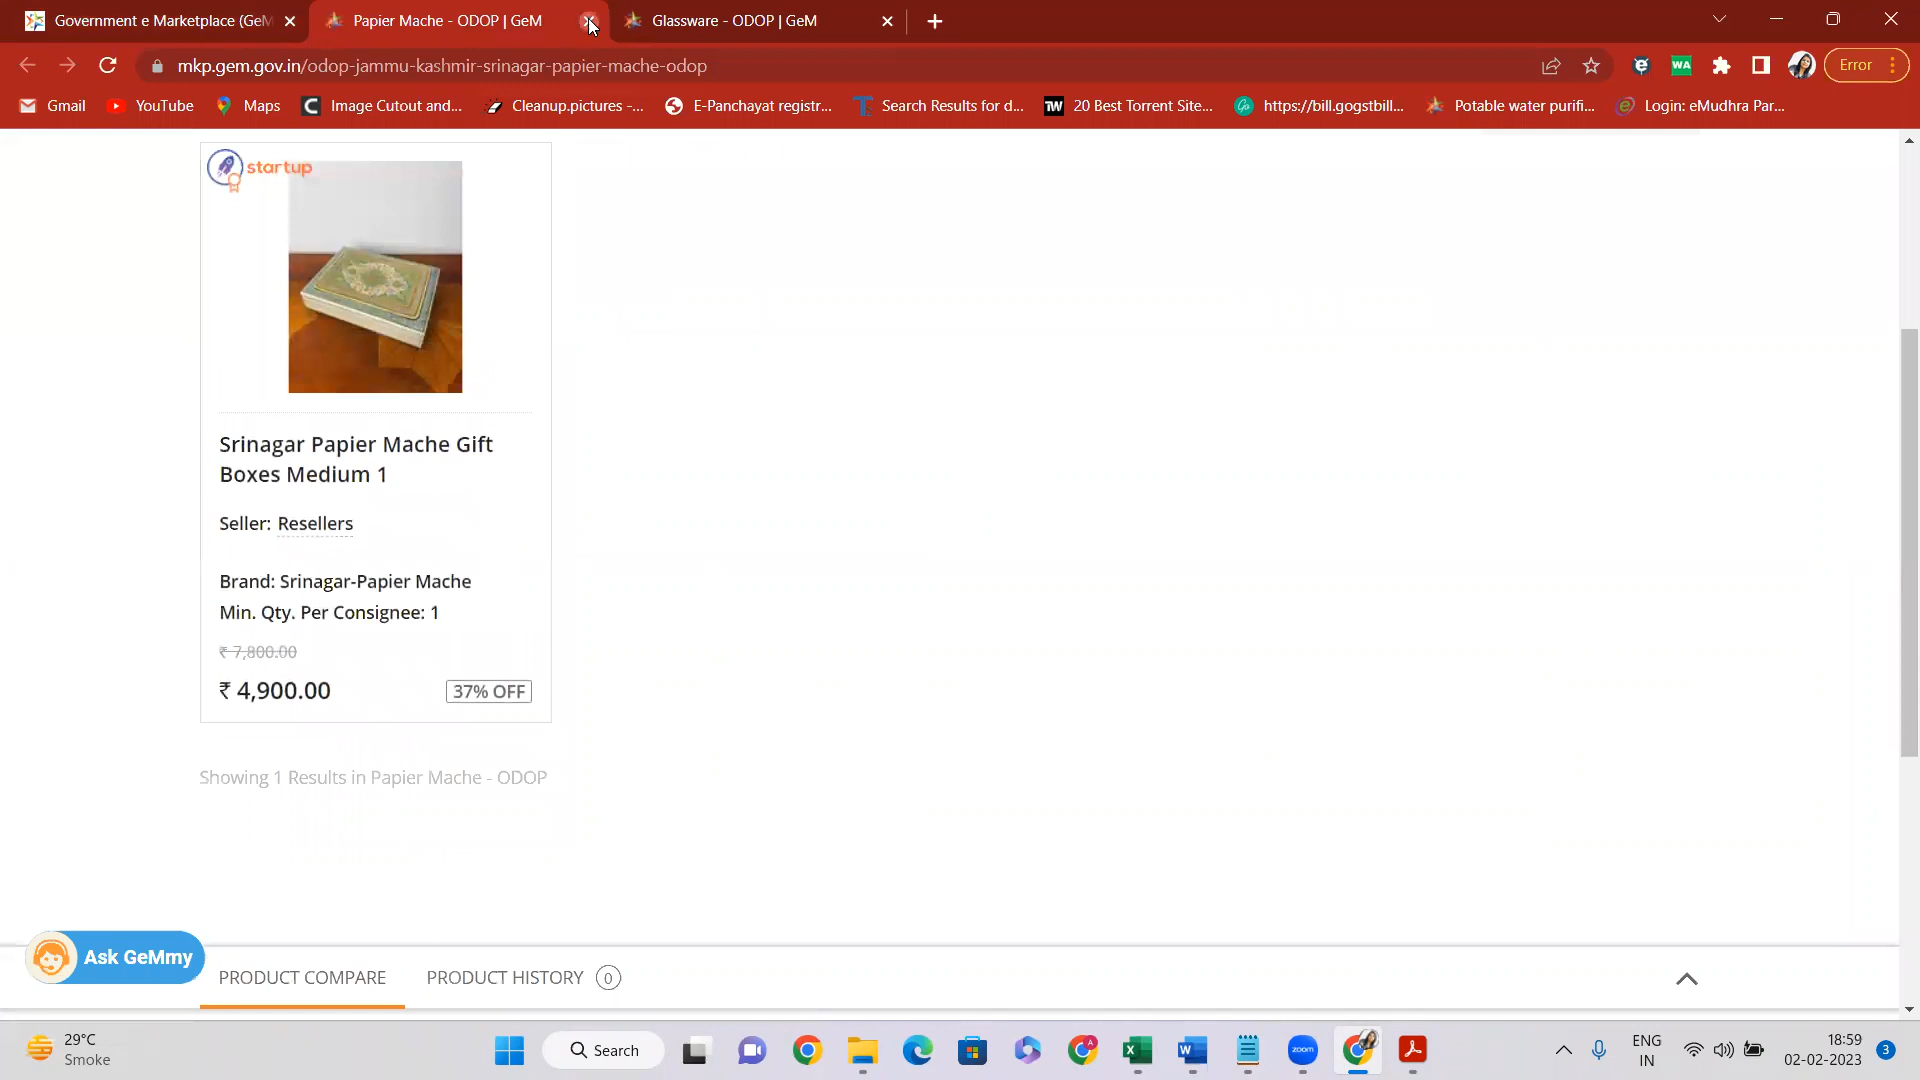 Government e Marketplace (GeM
Papier Mache - ODOP | GeM
Glassware - ODOP | GeM
mkp.gem.gov.in/odop-jammu-kashmir-srinagar-papier-mache-odop
Error
Gmail
YouTube
Maps
Image Cutout and...
Cleanup.pictures -...
E-Panchayat registr...
Search Results for d...
20 Best Torrent Site...
https://bill.gogstbill...
Potable water purifi...
Login: eMudhra Par...
startup
Srinagar Papier Mache Gift
Boxes Medium 1
Seller: Resellers
Brand: Srinagar-Papier Mache
Min. Qty. Per Consignee: 1
₹ 7,800.00
₹ 4,900.00
37% OFF
Showing 1 Results in Papier Mache - ODOP
Ask GeMmy
PRODUCT COMPARE
PRODUCT HISTORY 0
29°C
Smoke
Search
zoom
ENG
IN
18:59
02-02-2023
3